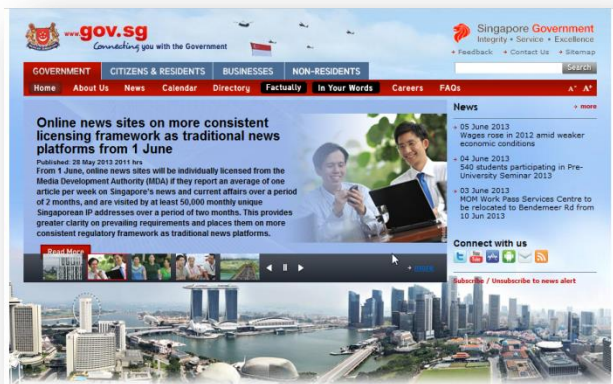 www.gov.sg
Connecting you with the Government
Singapore Government
Integrity • Service • Excellence
Feedback Contact Us Sitemap
GOVERNMENT CITIZENS & RESIDENTS BUSINESSES NON-RESIDENTS
Search
Home About Us News Calendar Directory Factually In Your Words Careers FAQs A- A+
Online news sites on more consistent
licensing framework as traditional news
platforms from 1 June
Published: 28 May 2013 2011 hrs
From 1 June, online news sites will be individually licensed from the
Media Development Authority (MDA) if they report an average of one
article per week on Singapore's news and current affairs over a period
of 2 months, and are visited by at least 50,000 monthly unique
Singaporean IP addresses over a period of two months. This provides
greater clarity on prevailing requirements and places them on more
consistent regulatory framework as traditional news platforms.
Read More
more
News more
05 June 2013
Wages rose in 2012 amid weaker
economic conditions
04 June 2013
540 students participating in Pre-
University Seminar 2013
03 June 2013
MOM Work Pass Services Centre to
be relocated to Bendemeer Rd from
10 Jun 2013
Connect with us
Subscribe / Unsubscribe to news alert